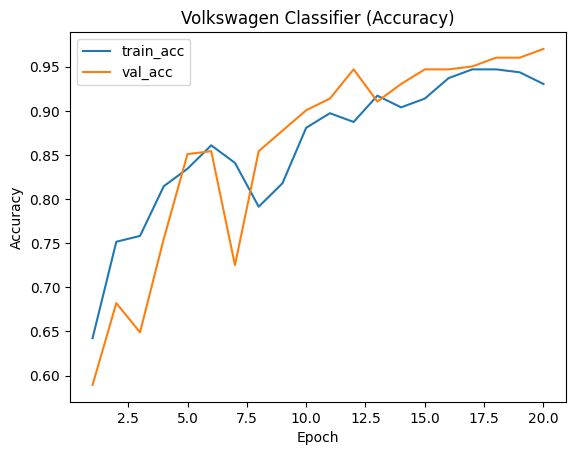 Volkswagen Classifier (Accuracy)
train_acc
val_acc
0.95
0.90
0.85
0.80
0.75
0.70
0.65
0.60
Accuracy
2.5 5.0 7.5 10.0 12.5 15.0 17.5 20.0
Epoch